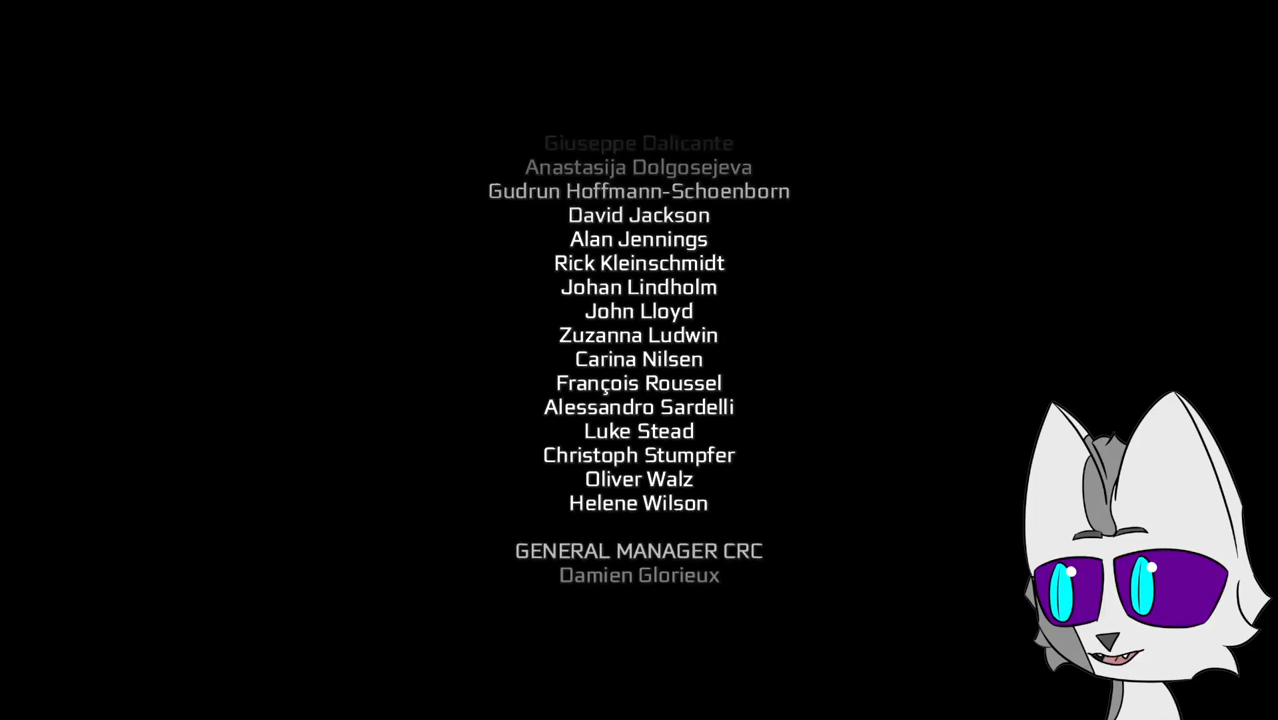 Giuseppe Dalicante
Anastasija Dolgosejeva
Gudrun Hoffmann-Schoenborn
David Jackson
Alan Jennings
Rick Kleinschmidt
Johan Lindholm
John Lloyd
Zuzanna Ludwin
Carina Nilsen
François Roussel
Alessandro Sardelli
Luke Stead
Christoph Stumpfer
Oliver Walz
Helene Wilson
GENERAL MANAGER CRC
Damien Glorieux